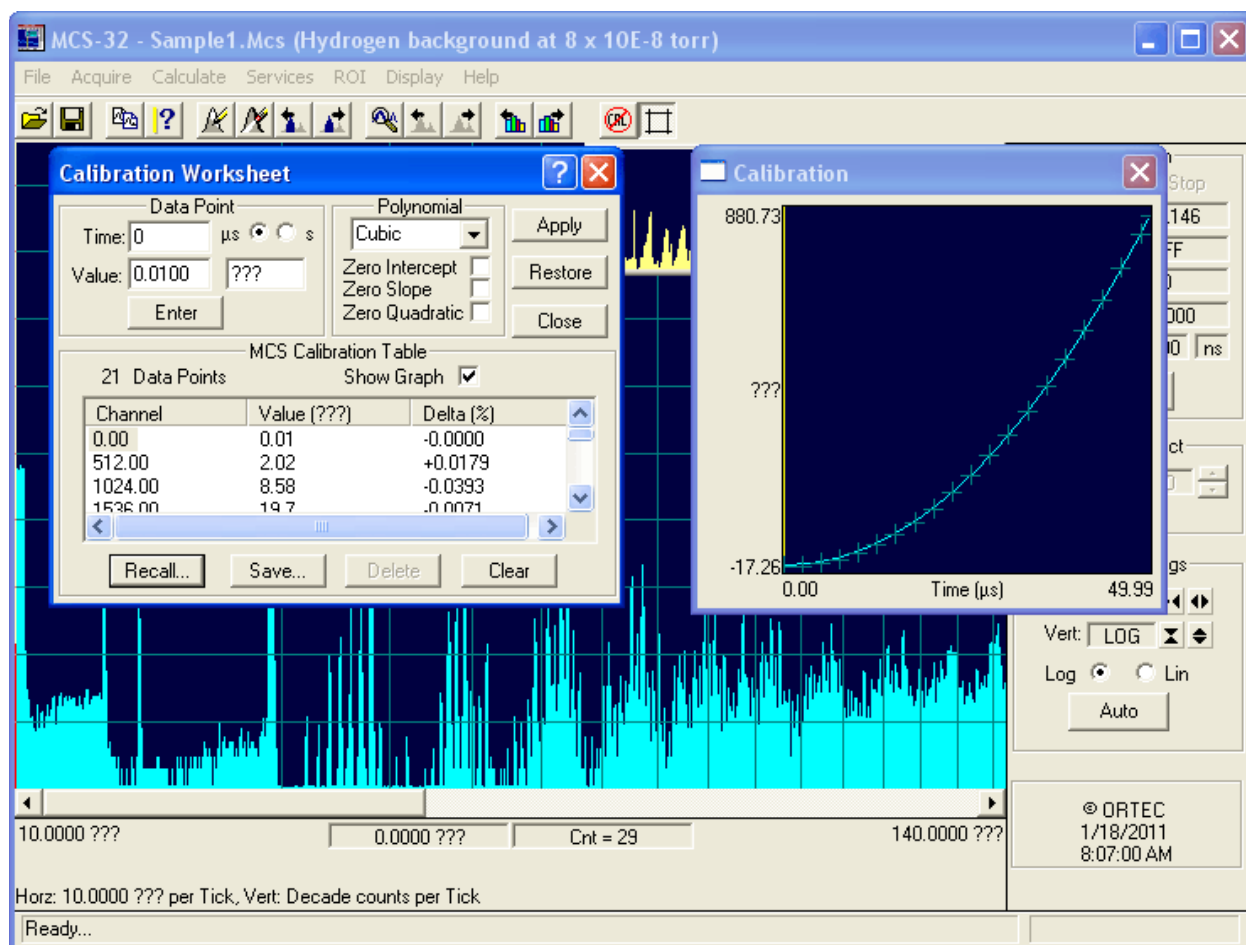 MCS-32 - Sample1.Mcs (Hydrogen background at 8 x 10E-8 torr)
File Acquire Calculate Services ROI Display Help
CAL
Calibration Worksheet
Data Point
Time: 0 µs s
Value: 0.0100 ???
Enter
Polynomial
Cubic
Zero Intercept
Zero Slope
Zero Quadratic
Apply
Restore
Close
MCS Calibration Table
21 Data Points Show Graph
Channel Value (???) Delta (%)
0.00 0.01 -0.0000
512.00 2.02 +0.0179
1024.00 8.58 -0.0393
1536.00 19.7 -0.0071
Recall... Save... Delete Clear
Calibration
880.73
???
-17.26
0.00 Time (µs) 49.99
Stop
ns
Vert: LOG
Log Lin
Auto
© ORTEC
1/18/2011
8:07:00 AM
10.0000 ??? 0.0000 ??? Cnt = 29 140.0000 ???
Horz: 10.0000 ??? per Tick, Vert: Decade counts per Tick
Ready...